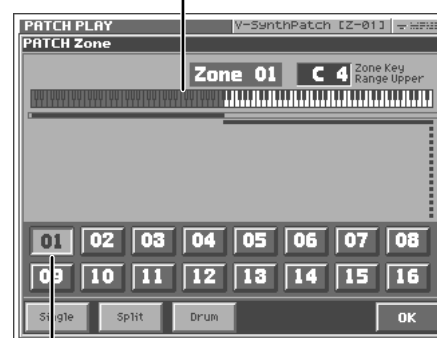 PATCH PLAY V-SynthPatch [Z-01]
PATCH Zone
Zone 01 C 4 Zone Key
Range Upper
01 02 03 04 05 06 07 08
09 10 11 12 13 14 15 16
Single Split Drum OK